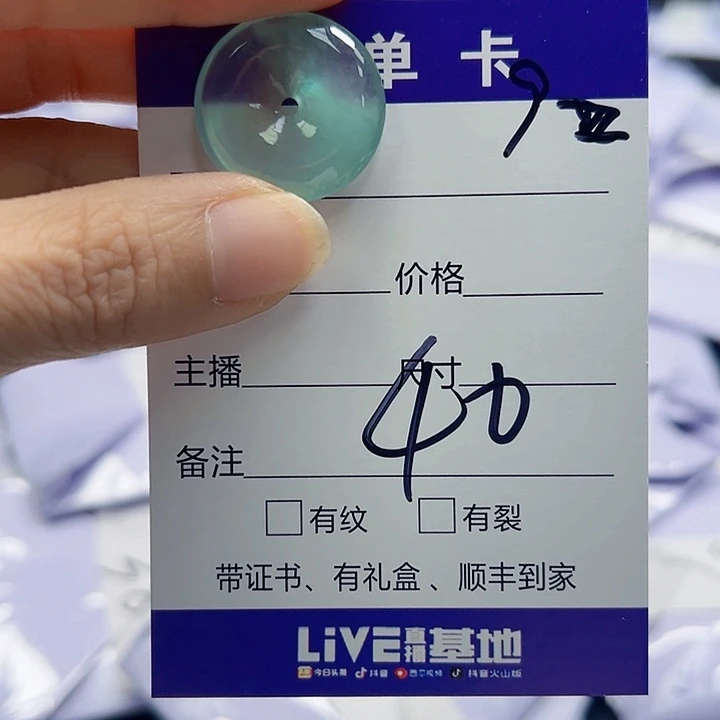 单卡
9
价格
主播 尺寸
40
备注
有纹 有裂
带证书、有礼盒、顺丰到家
LiVE直播基地
今日头条 抖音 西瓜视频 抖音火山版